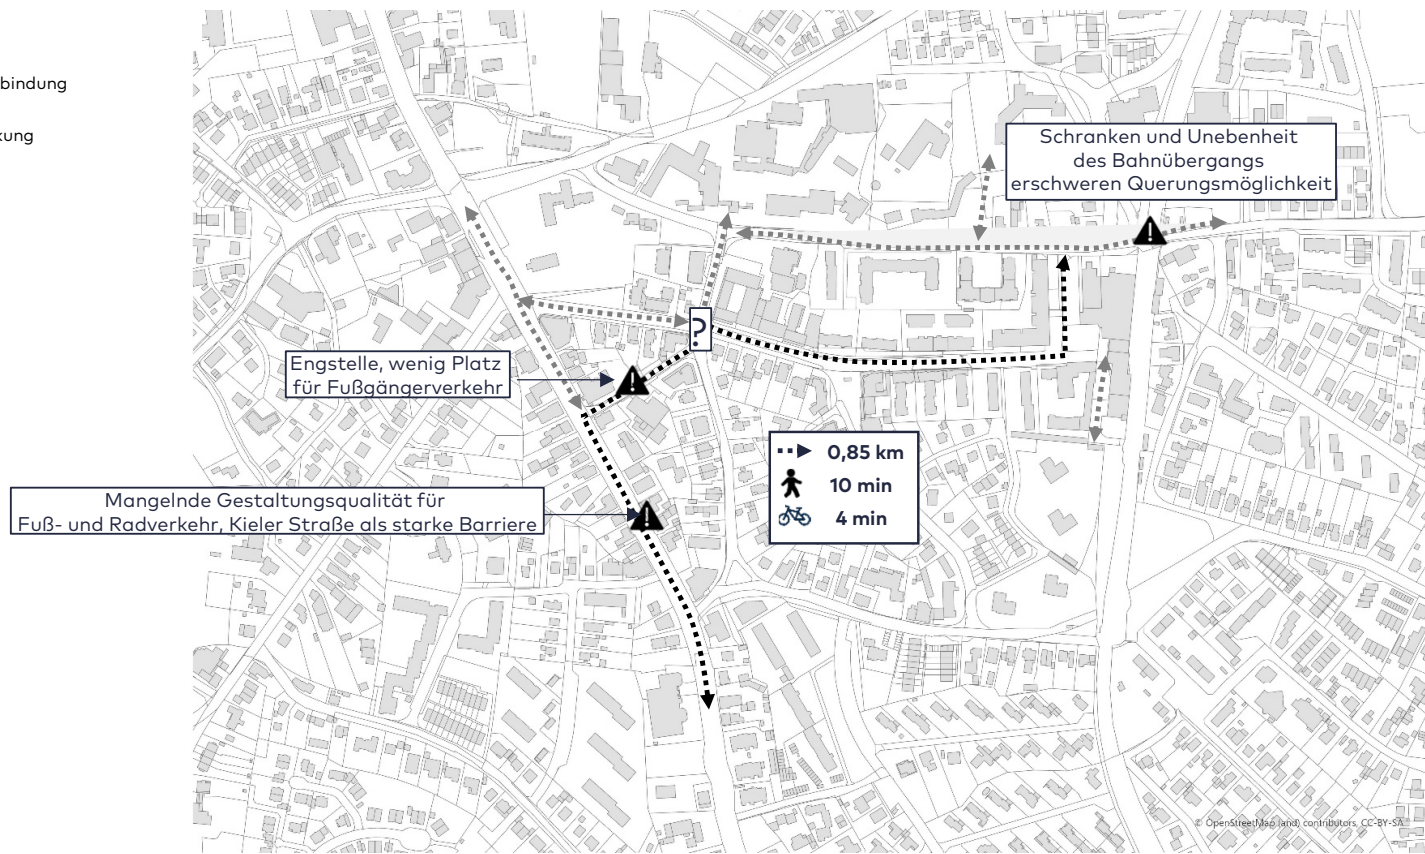 bindung
kung
Schranken und Unebenheit
des Bahnübergangs
erschweren Querungsmöglichkeit
?
Engstelle, wenig Platz
für Fußgängerverkehr
0,85 km
10 min
4 min
Mangelnde Gestaltungsqualität für
Fuß- und Radverkehr, Kieler Straße als starke Barriere
© OpenStreetMap (and) contributors, CC-BY-SA